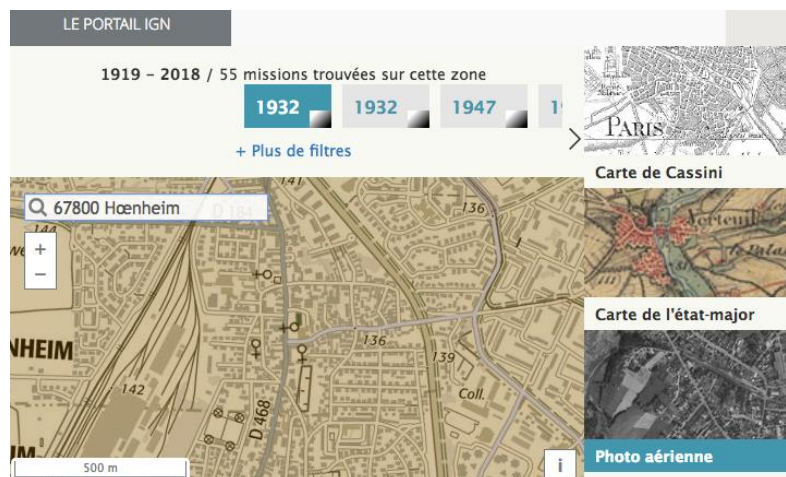 LE PORTAIL IGN
1919 – 2018 / 55 missions trouvées sur cette zone
1932 1932 1947
+ Plus de filtres
PARIS
Carte de Cassini
67800 Hœnheim
D 184
141
136
144
+
−
NHEIM
136
139
142
Coll.
D 468
500 m
i
Carte de l'état-major
Photo aérienne